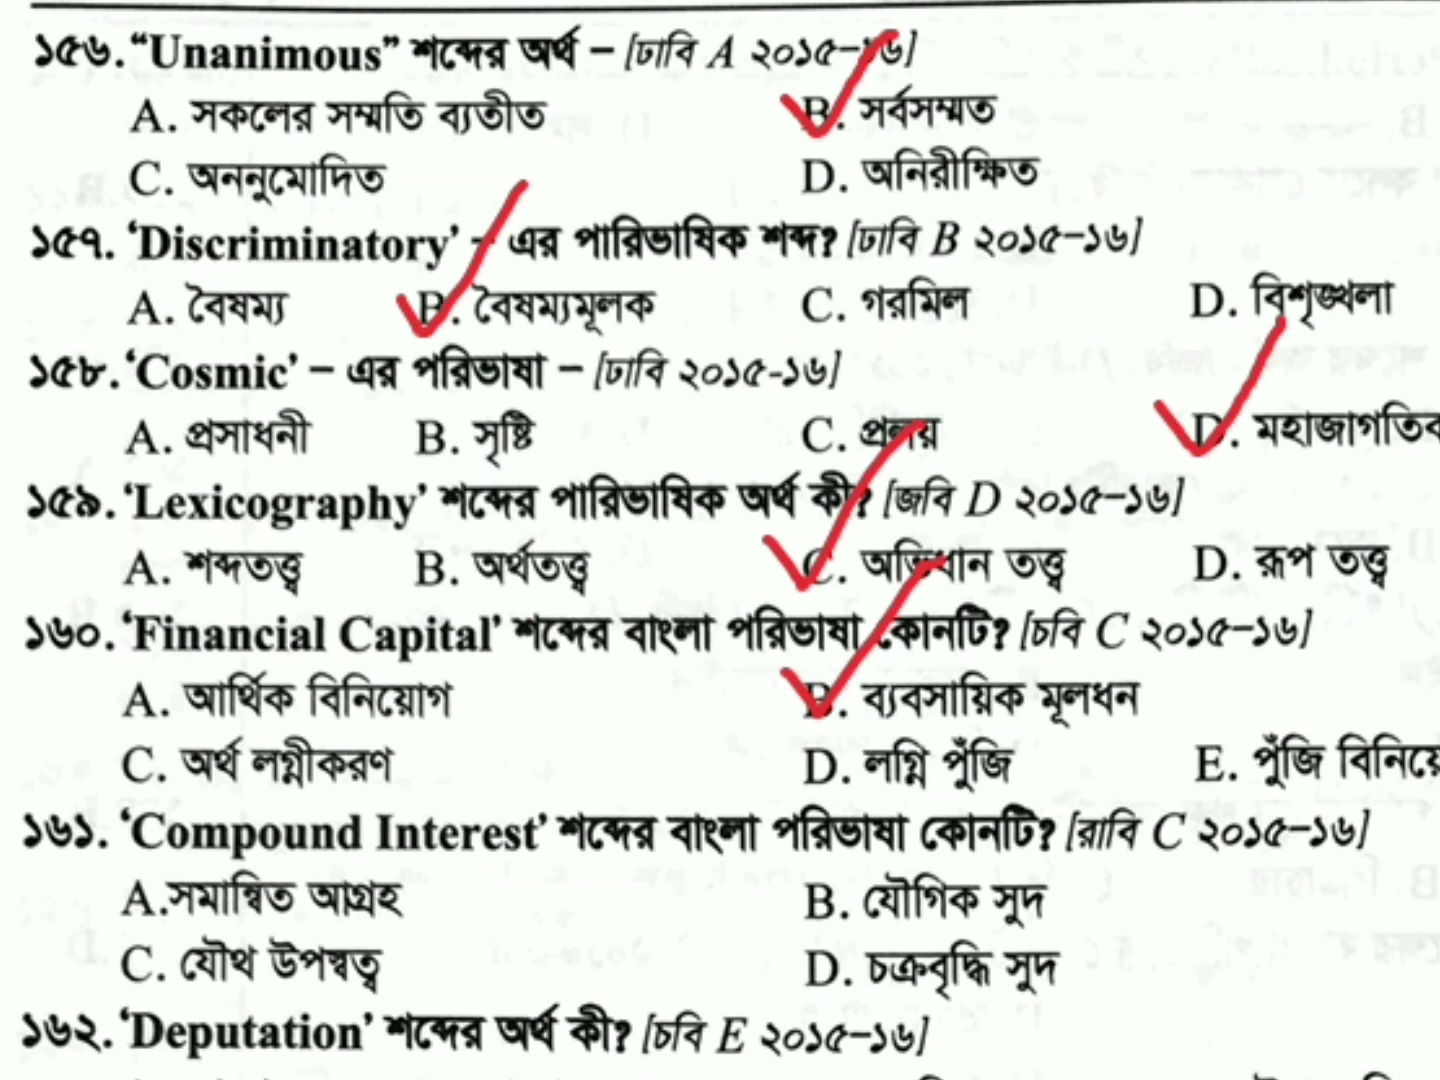 ১৫৬. “Unanimous” শব্দের অর্থ – [ঢাবি A ২০১৫–১৬]
A. সকলের সম্মতি ব্যতীত B. সর্বসম্মত
C. অননুমোদিত D. অনিরীক্ষিত
১৫৭. ‘Discriminatory’ – এর পারিভাষিক শব্দ? [ঢাবি B ২০১৫–১৬]
A. বৈষম্য B. বৈষম্যমূলক C. গরমিল D. বিশৃঙ্খলা
১৫৮. ‘Cosmic’ – এর পরিভাষা – [ঢাবি ২০১৫-১৬]
A. প্রসাধনী B. সৃষ্টি C. প্রলয় D. মহাজাগতিক
১৫৯. ‘Lexicography’ শব্দের পারিভাষিক অর্থ কী? [জবি D ২০১৫–১৬]
A. শব্দতত্ত্ব B. অর্থতত্ত্ব C. অভিধান তত্ত্ব D. রূপ তত্ত্ব
১৬০. ‘Financial Capital’ শব্দের বাংলা পরিভাষা কোনটি? [চবি C ২০১৫–১৬]
A. আর্থিক বিনিয়োগ B. ব্যবসায়িক মূলধন
C. অর্থ লগ্নীকরণ D. লগ্নি পুঁজি E. পুঁজি বিনিয়ে
১৬১. ‘Compound Interest’ শব্দের বাংলা পরিভাষা কোনটি? [রাবি C ২০১৫–১৬]
A.সমান্বিত আগ্রহ B. যৌগিক সুদ
C. যৌথ উপস্বত্ব D. চক্রবৃদ্ধি সুদ
১৬২. ‘Deputation’ শব্দের অর্থ কী? [চবি E ২০১৫–১৬]